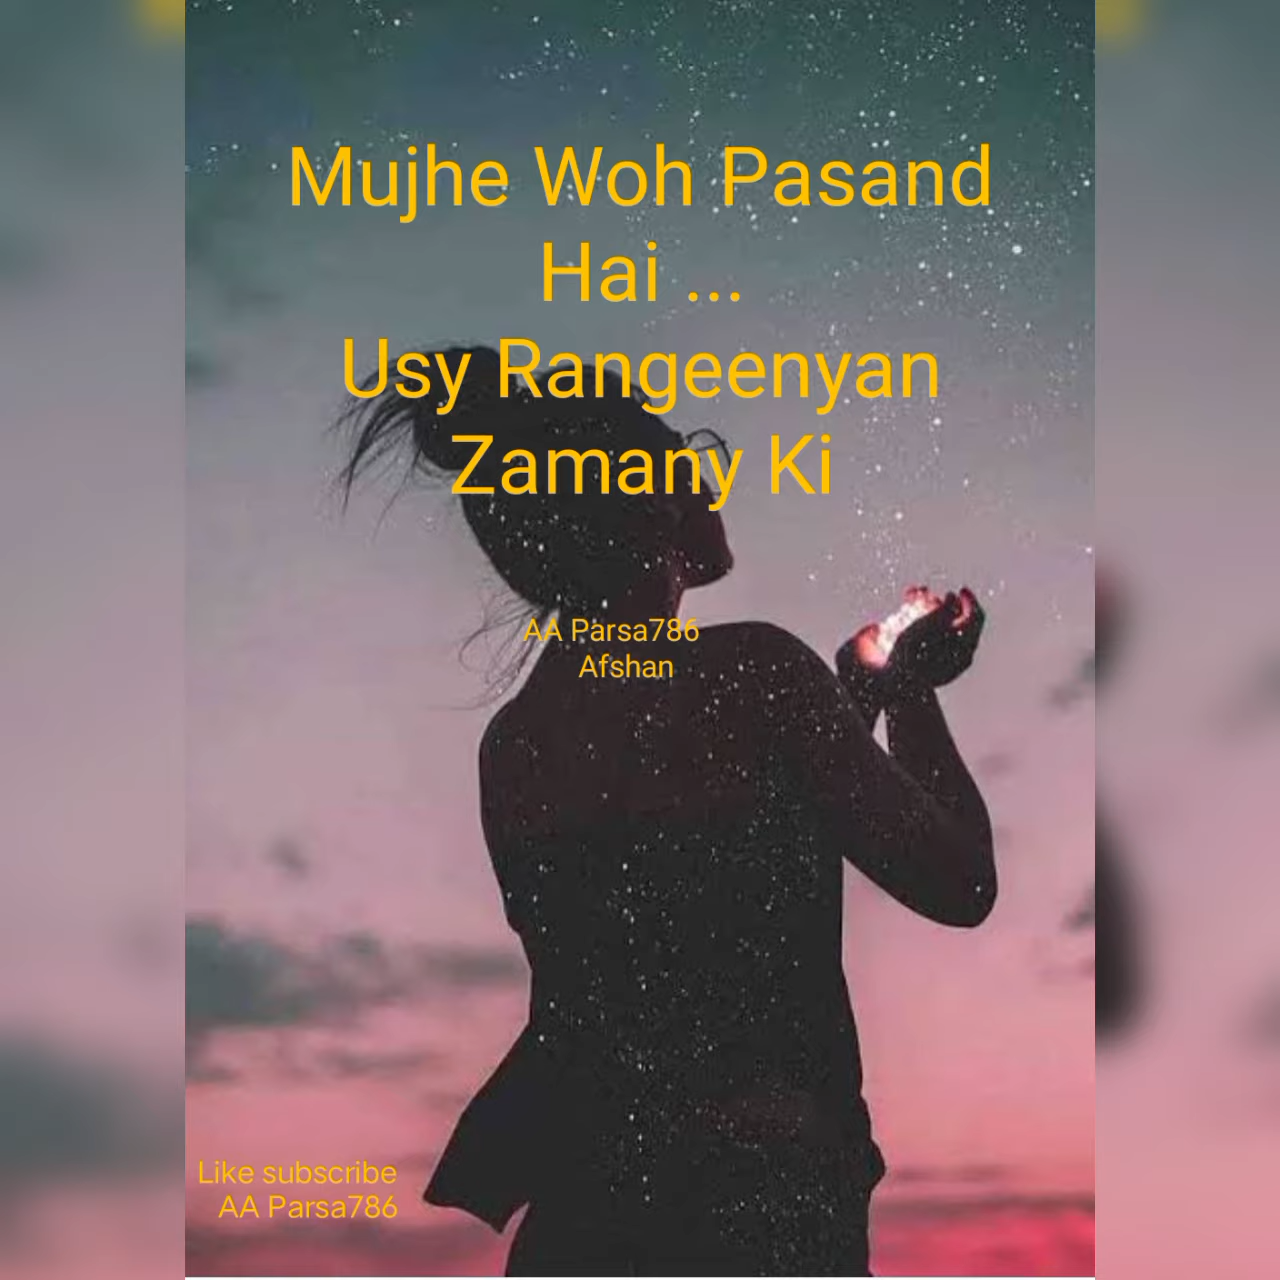 Mujhe Woh Pasand
Hai ...
Usy Rangeenyan
Zamany Ki
AA Parsa786
Afshan
Like subscribe
AA Parsa786